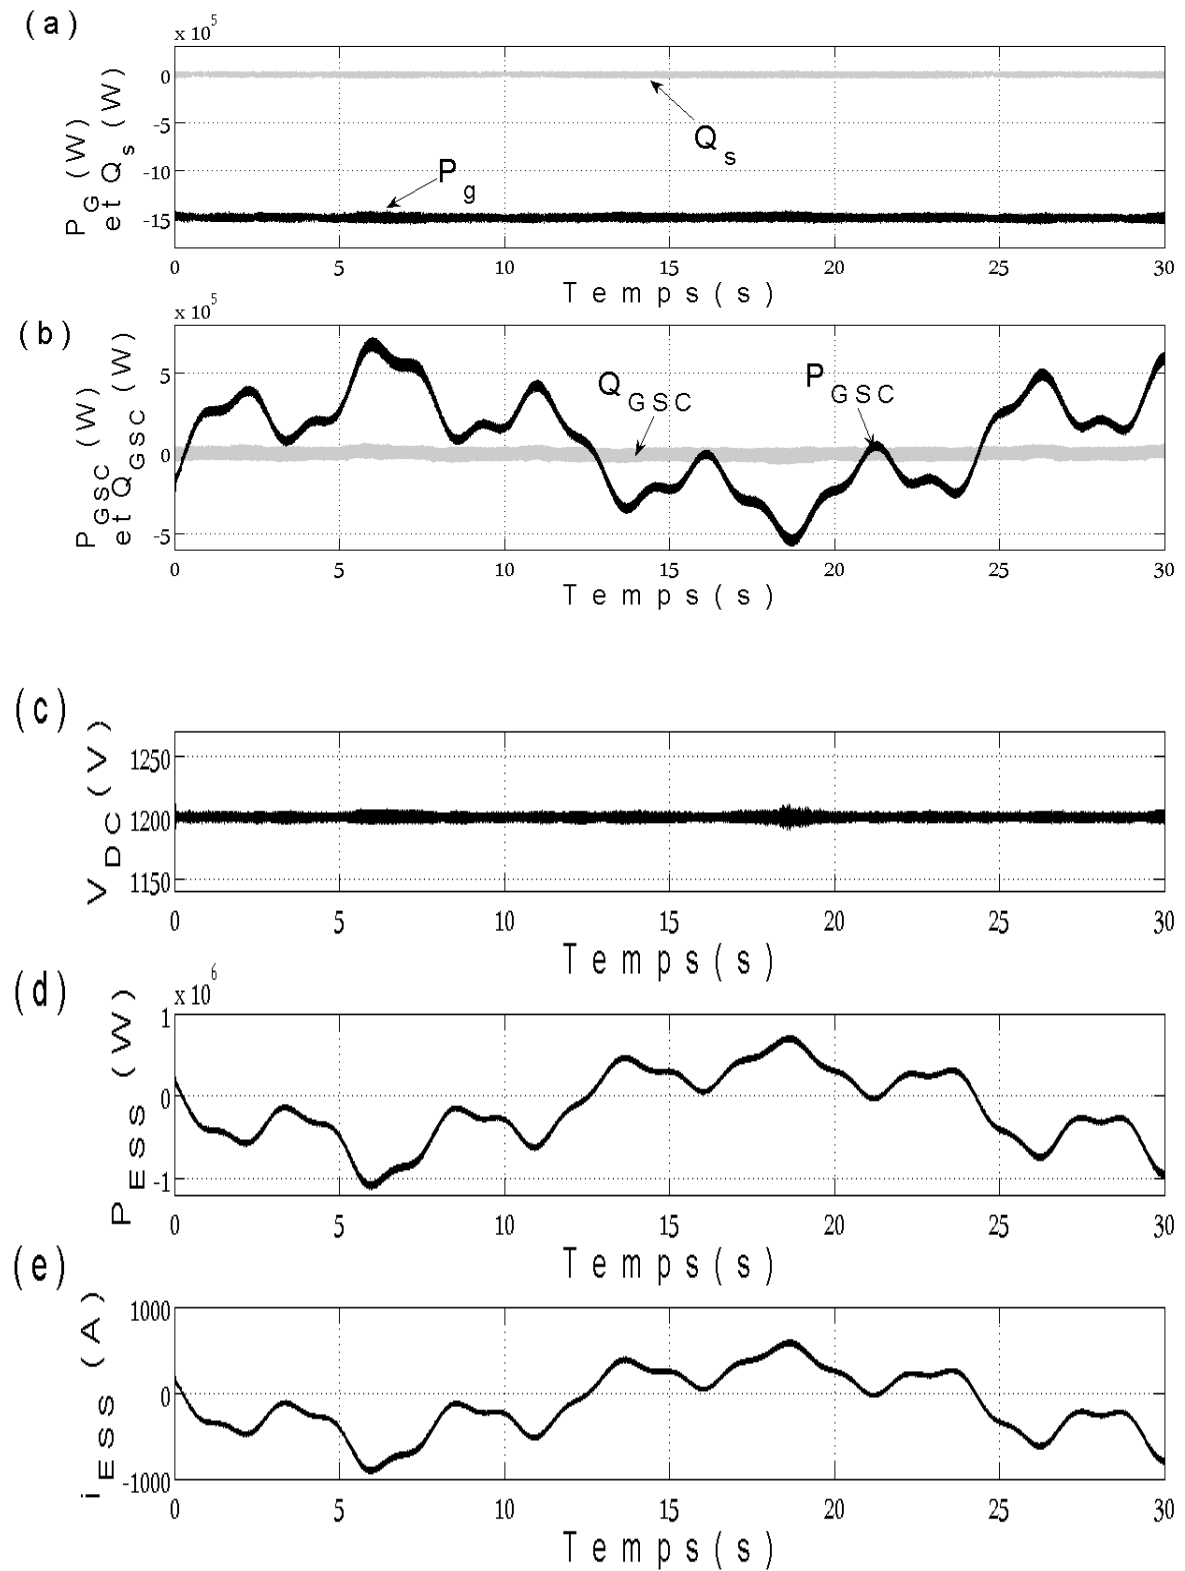 (a)
x 10^5
P_G (W)
et Q_s (W)
0
-5
-10
-15
Q_s
P_g
0 5 10 15 20 25 30
Temps(s)
(b)
x 10^5
P_GSC (W)
et Q_GSC (W)
5
0
-5
Q_GSC
P_GSC
0 5 10 15 20 25 30
Temps(s)
(c)
V_DC (V)
1250
1200
1150
0 5 10 15 20 25 30
Temps(s)
(d)
x 10^6
P_ESS (W)
1
0
-1
0 5 10 15 20 25 30
Temps(s)
(e)
i_ESS (A)
1000
0
-1000
0 5 10 15 20 25 30
Temps(s)